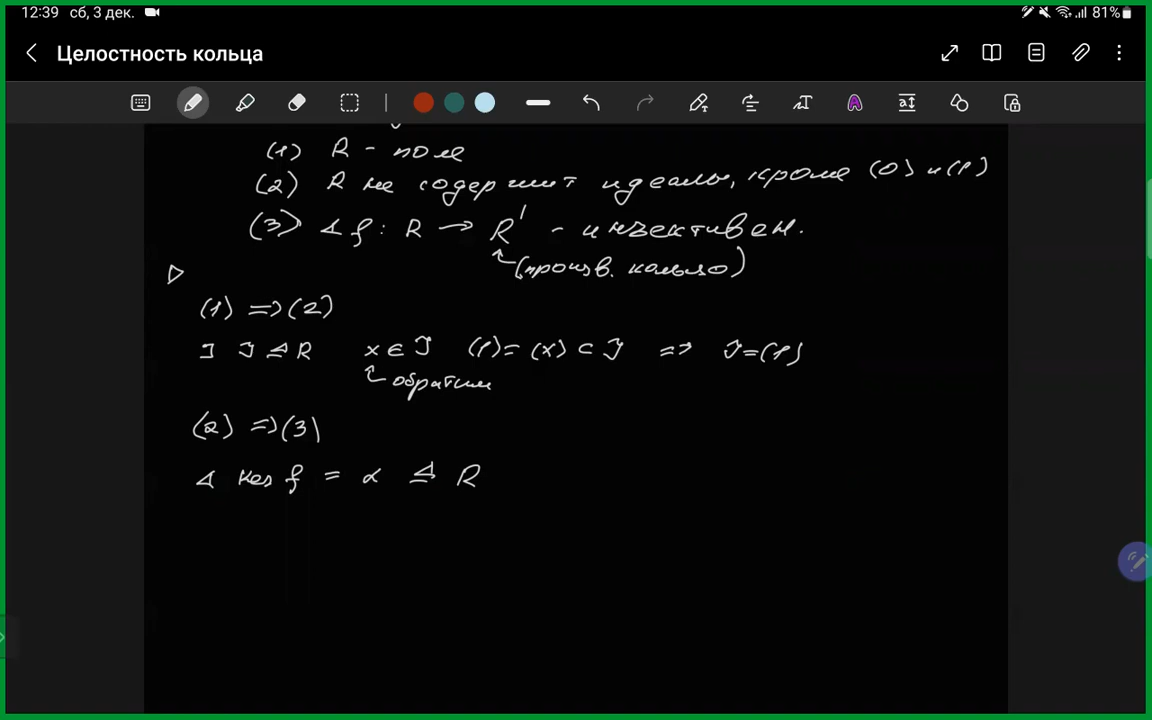 12:39 сб, 3 дек. 81%
Целостность кольца
(1) R - поле
(2) R не содержит идеалы, кроме (0) и (1)
(3) ∢ f: R → R' - инъективен.
(произв. кольцо)
▷
(1) => (2)
∃ ℑ ⊴ R x ∈ ℑ (1) = (x) ⊂ ℑ => ℑ = (1)
обратим
(2) => (3)
∢ Ker f = α ⊴ R